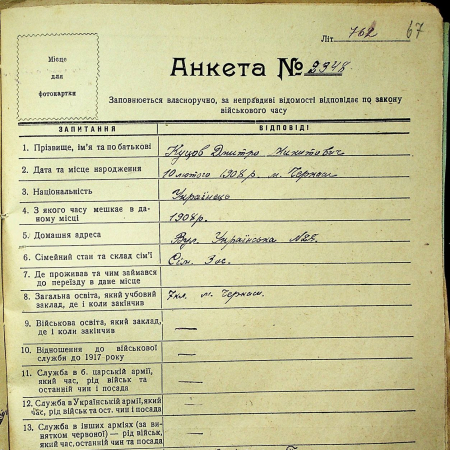 Літ. 762 67
Місце
для
фотокартки
Анкета № 2948.
Заповнюється власноручно, за неправдиві відомості відповідає по закону
військового часу
ЗАПИТАННЯ ВІДПОВІДІ
1. Прізвище, ім'я та по батькові Куцов Дмитро Микитович
2. Дата та місце народження 10 лютого 1908 р. м. Черкаси
3. Національність Українець
4. З якого часу мешкає в да-
ному місці 1908 р.
5. Домашня адреса Вул. Українська №25.
6. Сімейний стан та склад сім'ї Сім. 3 ос.
7. Де проживав та чим займався
до переїзду в дане місце
8. Загальна освіта, який учбовий
заклад, де і коли закінчив 7 кл. м. Черкаси.
9. Військова освіта, який заклад,
де і коли закінчив —
10. Відношення до військової
служби до 1917 року —
11. Служба в б. царській армії,
який час, рід військ та
останній чин і посада —
12. Служба в Українській армії, який
час, рід військ та ост. чин і посада —
13. Служба в інших арміях (за ви-
нятком червоної) — рід військ,
який час, останній чин та посада —